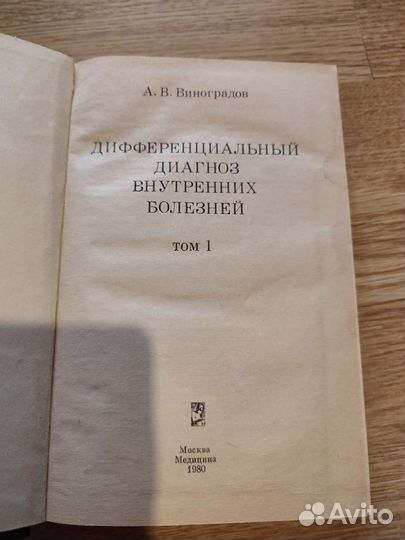 А. В. Виноградов
ДИФФЕРЕНЦИАЛЬНЫЙ
ДИАГНОЗ
ВНУТРЕННИХ
БОЛЕЗНЕЙ
том 1
Москва
Медицина
1980
Avito